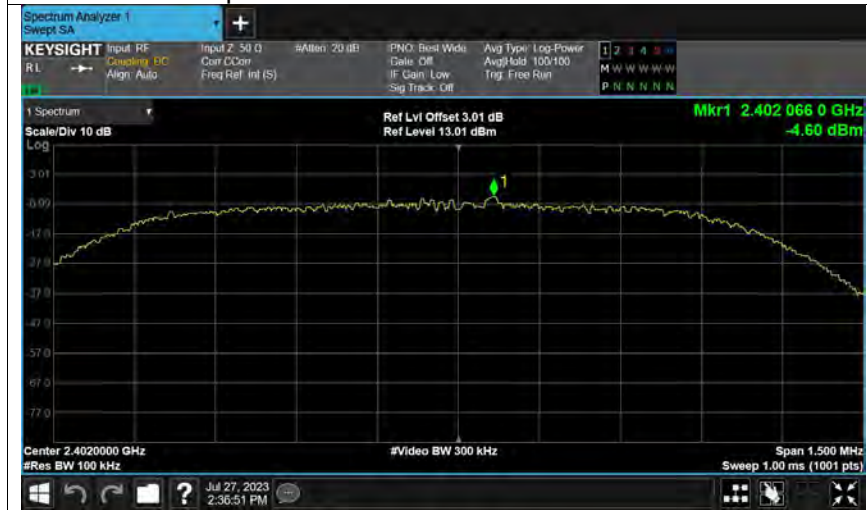 Spectrum Analyzer 1
Swept SA
+
KEYSIGHT Input: RF Input Z: 50 Ω #Atten: 20 dB PNO: Best Wide Avg Type: Log-Power 1 2 3 4 5 6
RL Coupling: DC Corr CCorr Gate: Off Avg|Hold: 100/100 M W W W W W
Align: Auto Freq Ref: Int (S) IF Gain: Low Trig: Free Run
Sig Track: Off P N N N N N
1 Spectrum Ref Lvl Offset 3.01 dB Mkr1 2.402 066 0 GHz
Scale/Div 10 dB Ref Level 13.01 dBm -4.60 dBm
Log
3.01
1
-6.99
-17.0
-27.0
-37.0
-47.0
-57.0
-67.0
-77.0
Center 2.4020000 GHz #Video BW 300 kHz Span 1.500 MHz
#Res BW 100 kHz Sweep 1.00 ms (1001 pts)
? Jul 27, 2023
2:36:51 PM